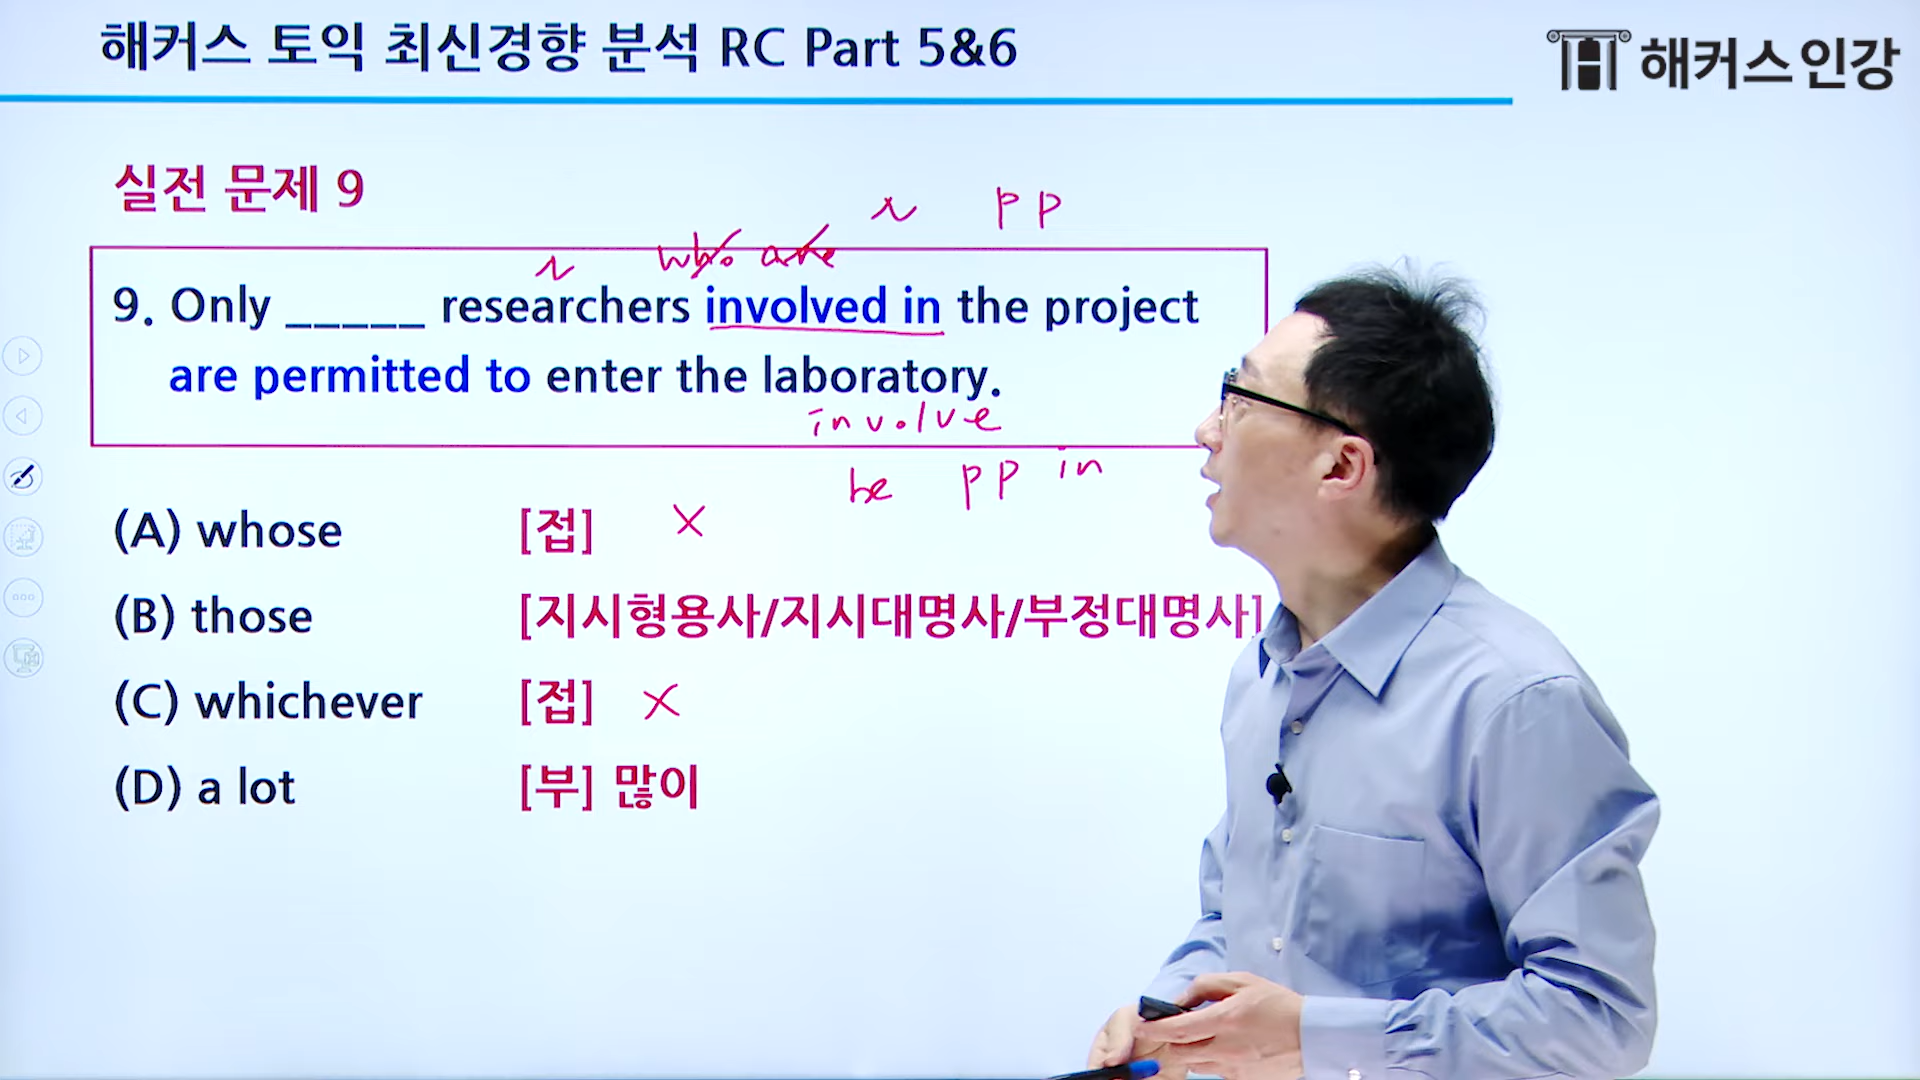 해커스 토익 최신경향 분석 RC Part 5&6
해커스인강
실전 문제 9
n pp
n who are
9. Only _____ researchers involved in the project
are permitted to enter the laboratory.
involve
be pp in
(A) whose [접] X
(B) those [지시형용사/지시대명사/부정대명사]
(C) whichever [접] X
(D) a lot [부] 많이